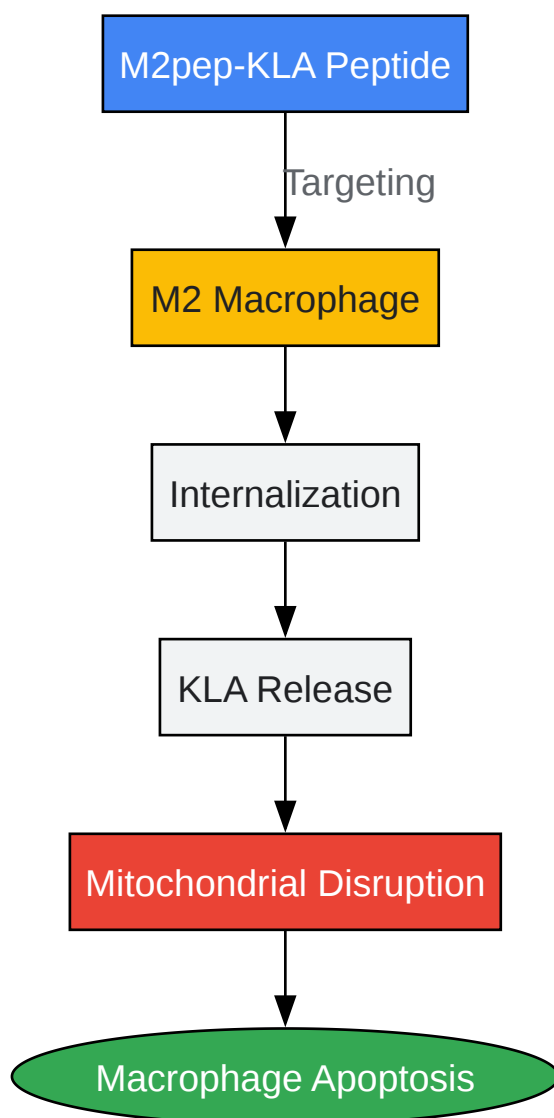 M2pep-KLA Peptide
Targeting
M2 Macrophage
Internalization
KLA Release
Mitochondrial Disruption
Macrophage Apoptosis